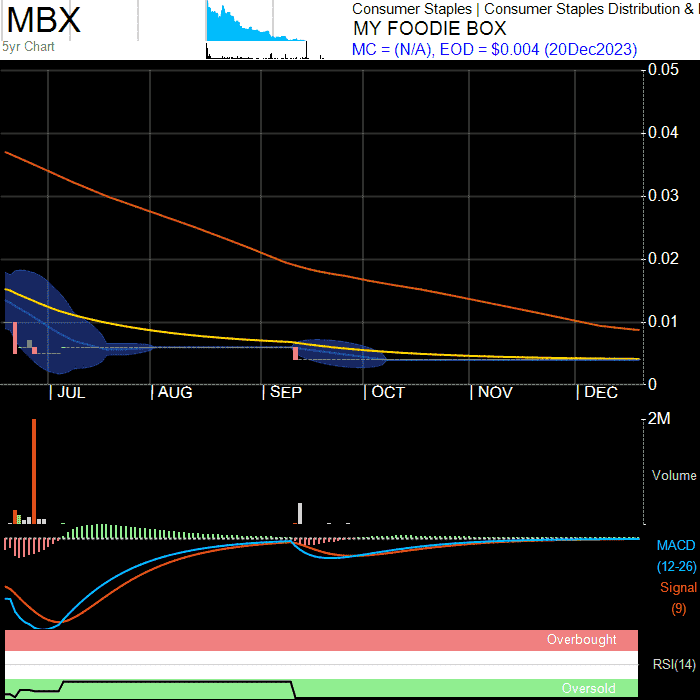 MBX
5yr Chart
Consumer Staples | Consumer Staples Distribution &
MY FOODIE BOX
MC = (N/A), EOD = $0.004 (20Dec2023)
0.05
0.04
0.03
0.02
0.01
0
JUL
AUG
SEP
OCT
NOV
DEC
2M
Volume
MACD
(12-26)
Signal
(9)
Overbought
RSI(14)
Oversold